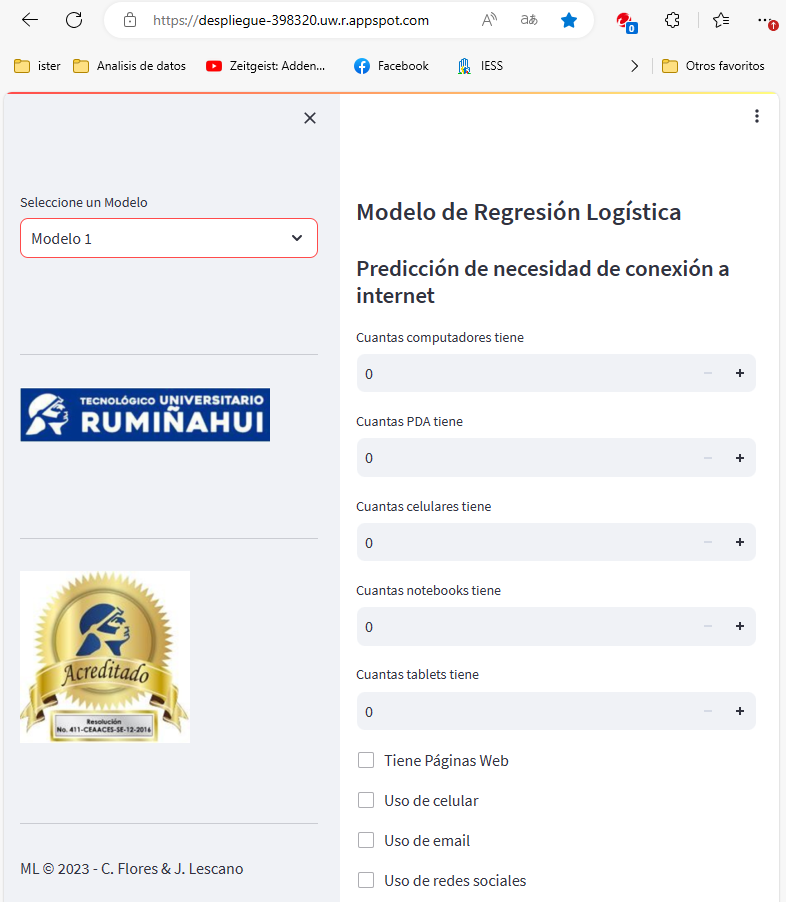 https://despliegue-398320.uw.r.appspot.com
A
aあ
0
ister
Analisis de datos
Zeitgeist: Adden...
Facebook
IESS
Otros favoritos
Seleccione un Modelo
Modelo 1
TECNOLÓGICO UNIVERSITARIO
RUMIÑAHUI
Acreditado
Resolución
No. 411-CEAACES-SE-12-2016
ML © 2023 - C. Flores & J. Lescano
Modelo de Regresión Logística
Predicción de necesidad de conexión a
internet
Cuantas computadores tiene
0
Cuantas PDA tiene
0
Cuantas celulares tiene
0
Cuantas notebooks tiene
0
Cuantas tablets tiene
0
Tiene Páginas Web
Uso de celular
Uso de email
Uso de redes sociales